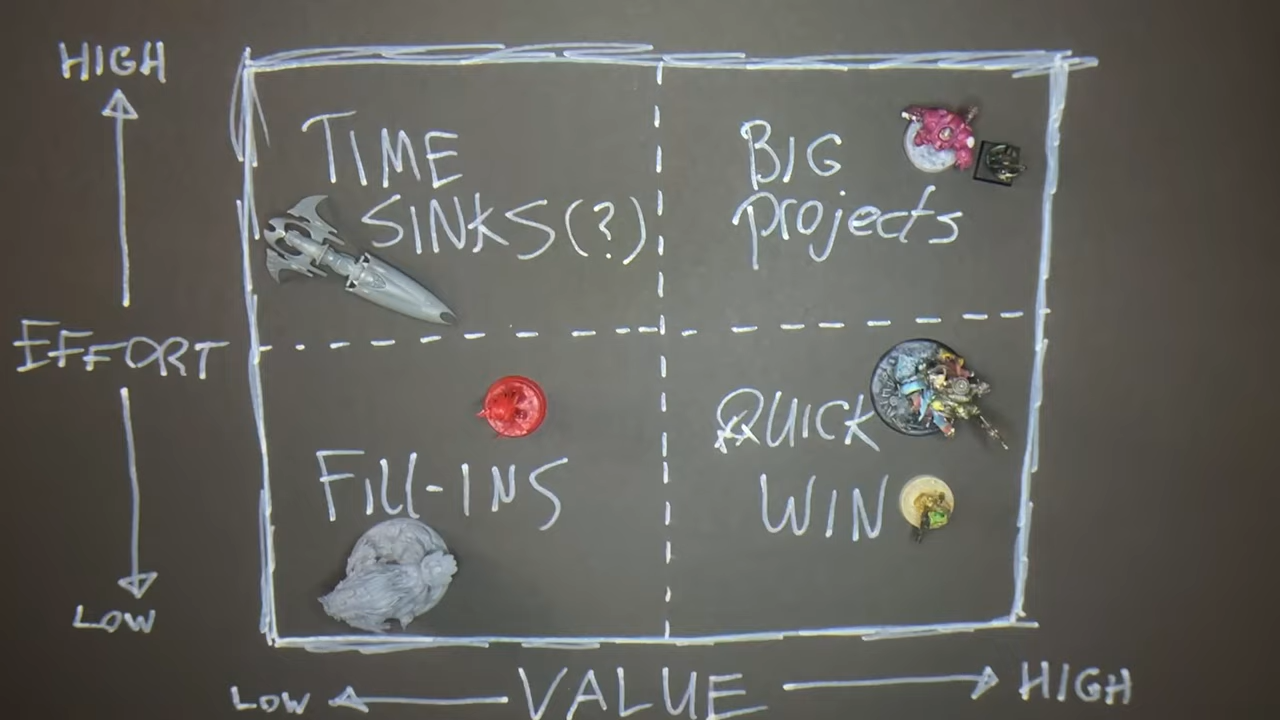 HIGH
TIME
SINKS(?)
BIG
projects
EFFORT
QUICK
WIN
FILL-INS
LOW
LOW
VALUE
HIGH